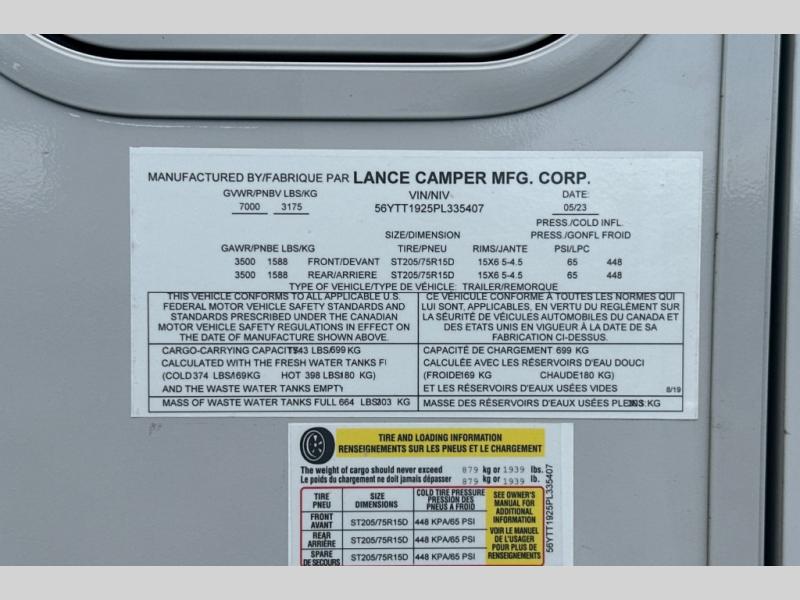 MANUFACTURED BY/FABRIQUE PAR LANCE CAMPER MFG. CORP.
GVWR/PNBV LBS/KG VIN/NIV DATE:
7000 3175 56YTT1925PL335407 05/23
PRESS./COLD INFL.
SIZE/DIMENSION PRESS./GONFL FROID
GAWR/PNBE LBS/KG TIRE/PNEU RIMS/JANTE PSI/LPC
3500 1588 FRONT/DEVANT ST205/75R15D 15X6 5-4.5 65 448
3500 1588 REAR/ARRIERE ST205/75R15D 15X6 5-4.5 65 448
TYPE OF VEHICLE/TYPE DE VÉHICLE: TRAILER/REMORQUE
THIS VEHICLE CONFORMS TO ALL APPLICABLE U.S.
FEDERAL MOTOR VEHICLE SAFETY STANDARDS AND
STANDARDS PRESCRIBED UNDER THE CANADIAN
MOTOR VEHICLE SAFETY REGULATIONS IN EFFECT ON
THE DATE OF MANUFACTURE SHOWN ABOVE.
CE VÉHICULE CONFORME À TOUTES LES NORMES QUI
LUI SONT, APPLICABLES, EN VERTU DU REGLEMENT SUR
LA SÉURITÉ DE VÉICULES AUTOMOBILES DU CANADA ET
DES ETATS UNIS EN VIGUEUR À LA DATE DE SA
FABRICATION CI-DESSUS.
CARGO-CARRYING CAPACITY 1543 LBS/699 KG
CALCULATED WITH THE FRESH WATER TANKS F
(COLD 374 LBS/169KG HOT 398 LBS/180 KG)
AND THE WASTE WATER TANKS EMPTY
CAPACITÉ DE CHARGEMENT 699 KG
CALCULÉE AVEC LES RÉSERVOIRS D'EAU DOUCI
(FROIDE169 KG CHAUDE180 KG)
ET LES RÉSERVOIRS D'EAUX USÉES VIDES 8/19
MASS OF WASTE WATER TANKS FULL 664 LBS/303 KG
MASSE DES RÉSERVOIRS D'EAUX USÉES PLEINS: KG
TIRE AND LOADING INFORMATION
RENSEIGNEMENTS SUR LES PNEUS ET LE CHARGEMENT
The weight of cargo should never exceed 879 kg or 1939 lbs.
Le poids du chargement ne doit jamais dépasser 879 kg or 1939 lb.
TIRE SIZE COLD TIRE PRESSURE
PNEU DIMENSIONS PRESSION DES
PNEUS A FROID
FRONT
AVANT ST205/75R15D 448 KPA/65 PSI
REAR
ARRIÈRE ST205/75R15D 448 KPA/65 PSI
SPARE
DE SECOURS ST205/75R15D 448 KPA/65 PSI
SEE OWNER'S
MANUAL FOR
ADDITIONAL
INFORMATION
VOIR LE MANUEL
DE L'USAGER
POUR PLUS DE
RENSEIGNEMENTS
56YTT1925PL335407